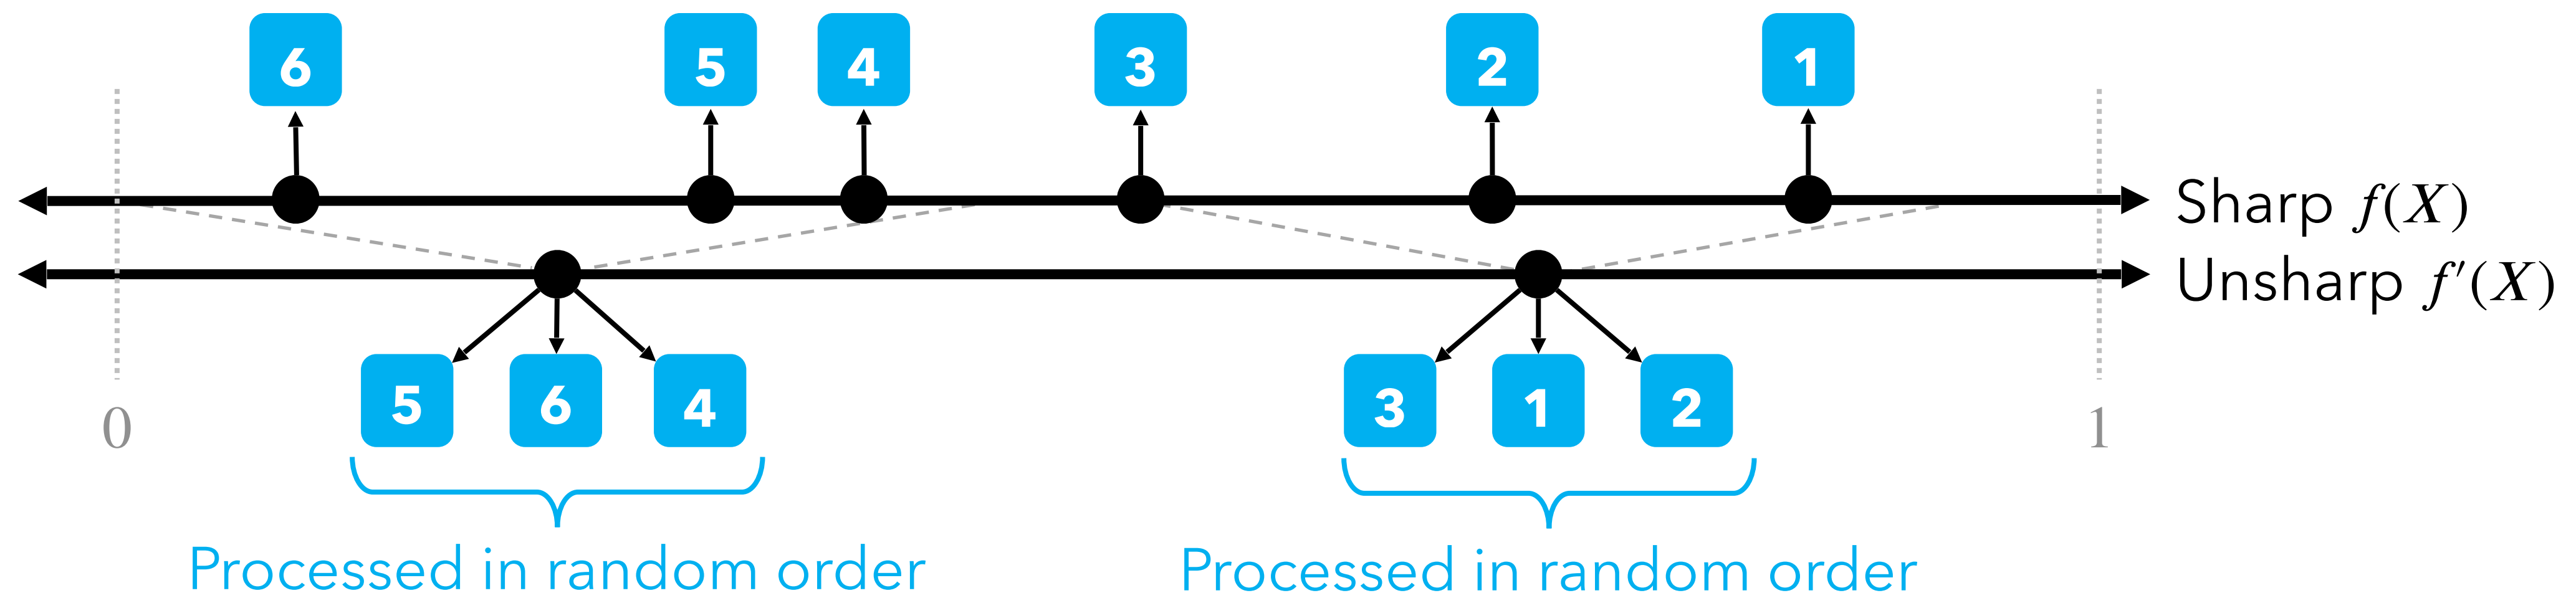 6 5 4 3 2 1
Sharp f(X)
Unsharp f′(X)
5 6 4 3 1 2
0 1
Processed in random order
Processed in random order